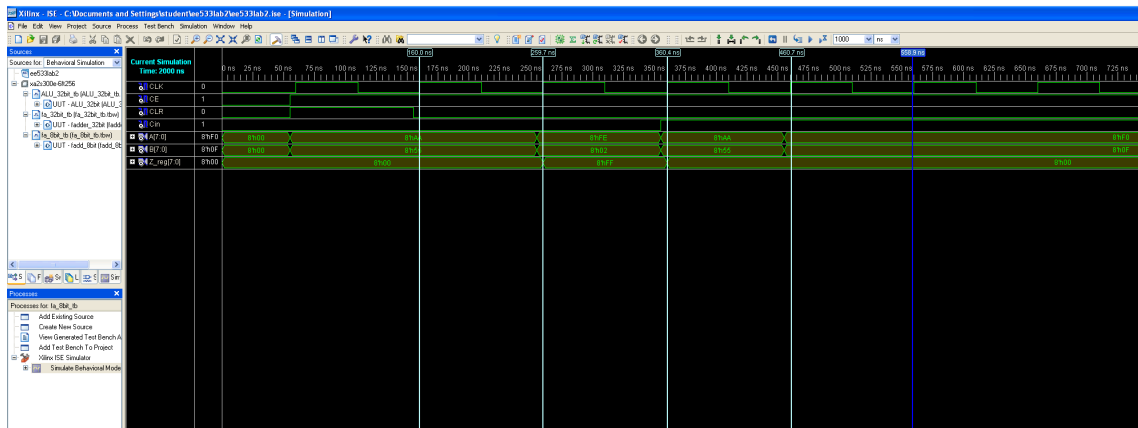 Xilinx - ISE - C:\Documents and Settings\student\ee533lab2\ee533lab2.ise - [Simulation]
File Edit View Project Source Process Test Bench Simulation Window Help
1000 ns
Sources
Sources for: Behavioral Simulation
ee533lab2
xa2s300e-6ft256
ALU_32bit_tb (ALU_32bit_tb.
UUT - ALU_32bit (ALU_3
fa_32bit_tb (fa_32bit_tb.tbw)
UUT - fadder_32bit (fadd
fa_8bit_tb (fa_8bit_tb.tbw)
UUT - fadd_8bit (fadd_8b
Current Simulation
Time: 2000 ns
160.0 ns 259.7 ns 360.4 ns 460.7 ns 558.9 ns
0 ns 25 ns 50 ns 75 ns 100 ns 125 ns 150 ns 175 ns 200 ns 225 ns 250 ns 275 ns 300 ns 325 ns 350 ns 375 ns 400 ns 425 ns 450 ns 475 ns 500 ns 525 ns 550 ns 575 ns 600 ns 625 ns 650 ns 675 ns 700 ns 725 ns
CLK 0
CE 1
CLR 0
Cin 1
A[7:0] 8'hF0 8'h00 8'hAA 8'hFE 8'hAA 8'hF0
B[7:0] 8'h0F 8'h00 8'h55 8'h02 8'h55 8'h0F
Z_reg[7:0] 8'h00 8'h00 8'hFF 8'h00
Processes
Processes for: fa_8bit_tb
Add Existing Source
Create New Source
View Generated Test Bench A
Add Test Bench To Project
Xilinx ISE Simulator
Simulate Behavioral Mode